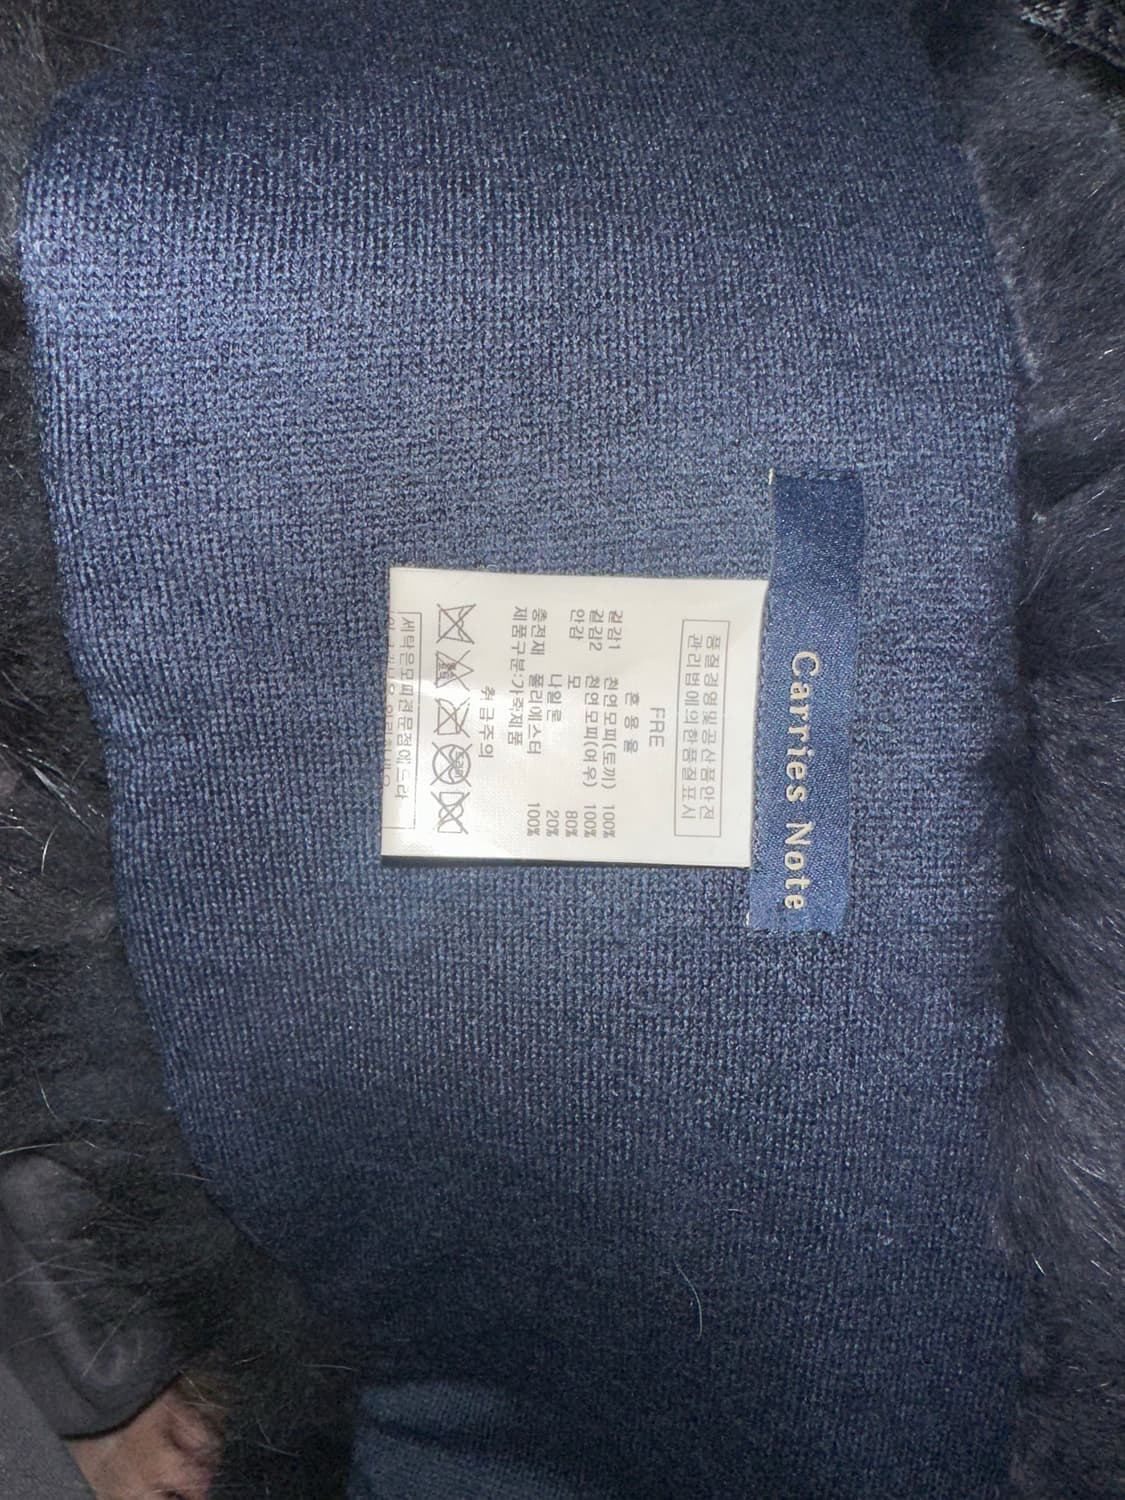 Carries Note
품질경영및공산품안전
관리법에의한품질표시
FRE
혼 용 율
겉감1 천연모피(토끼) 100%
겉감2 천연모피(여우) 100%
안감 모 80%
나일론 20%
충전재 폴리에스터 100%
제품구분:가죽제품
취급주의
세탁은모피전문점에드라